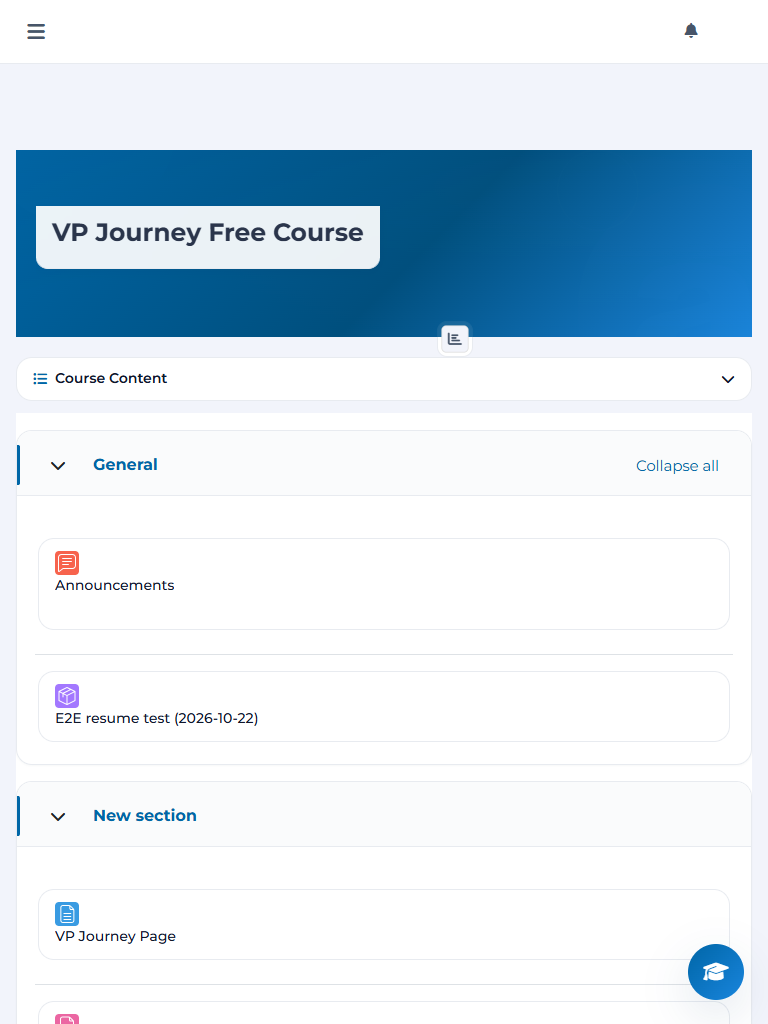 VP Journey Free Course
Course Content
General
Collapse all
Announcements
E2E resume test (2026-10-22)
New section
VP Journey Page